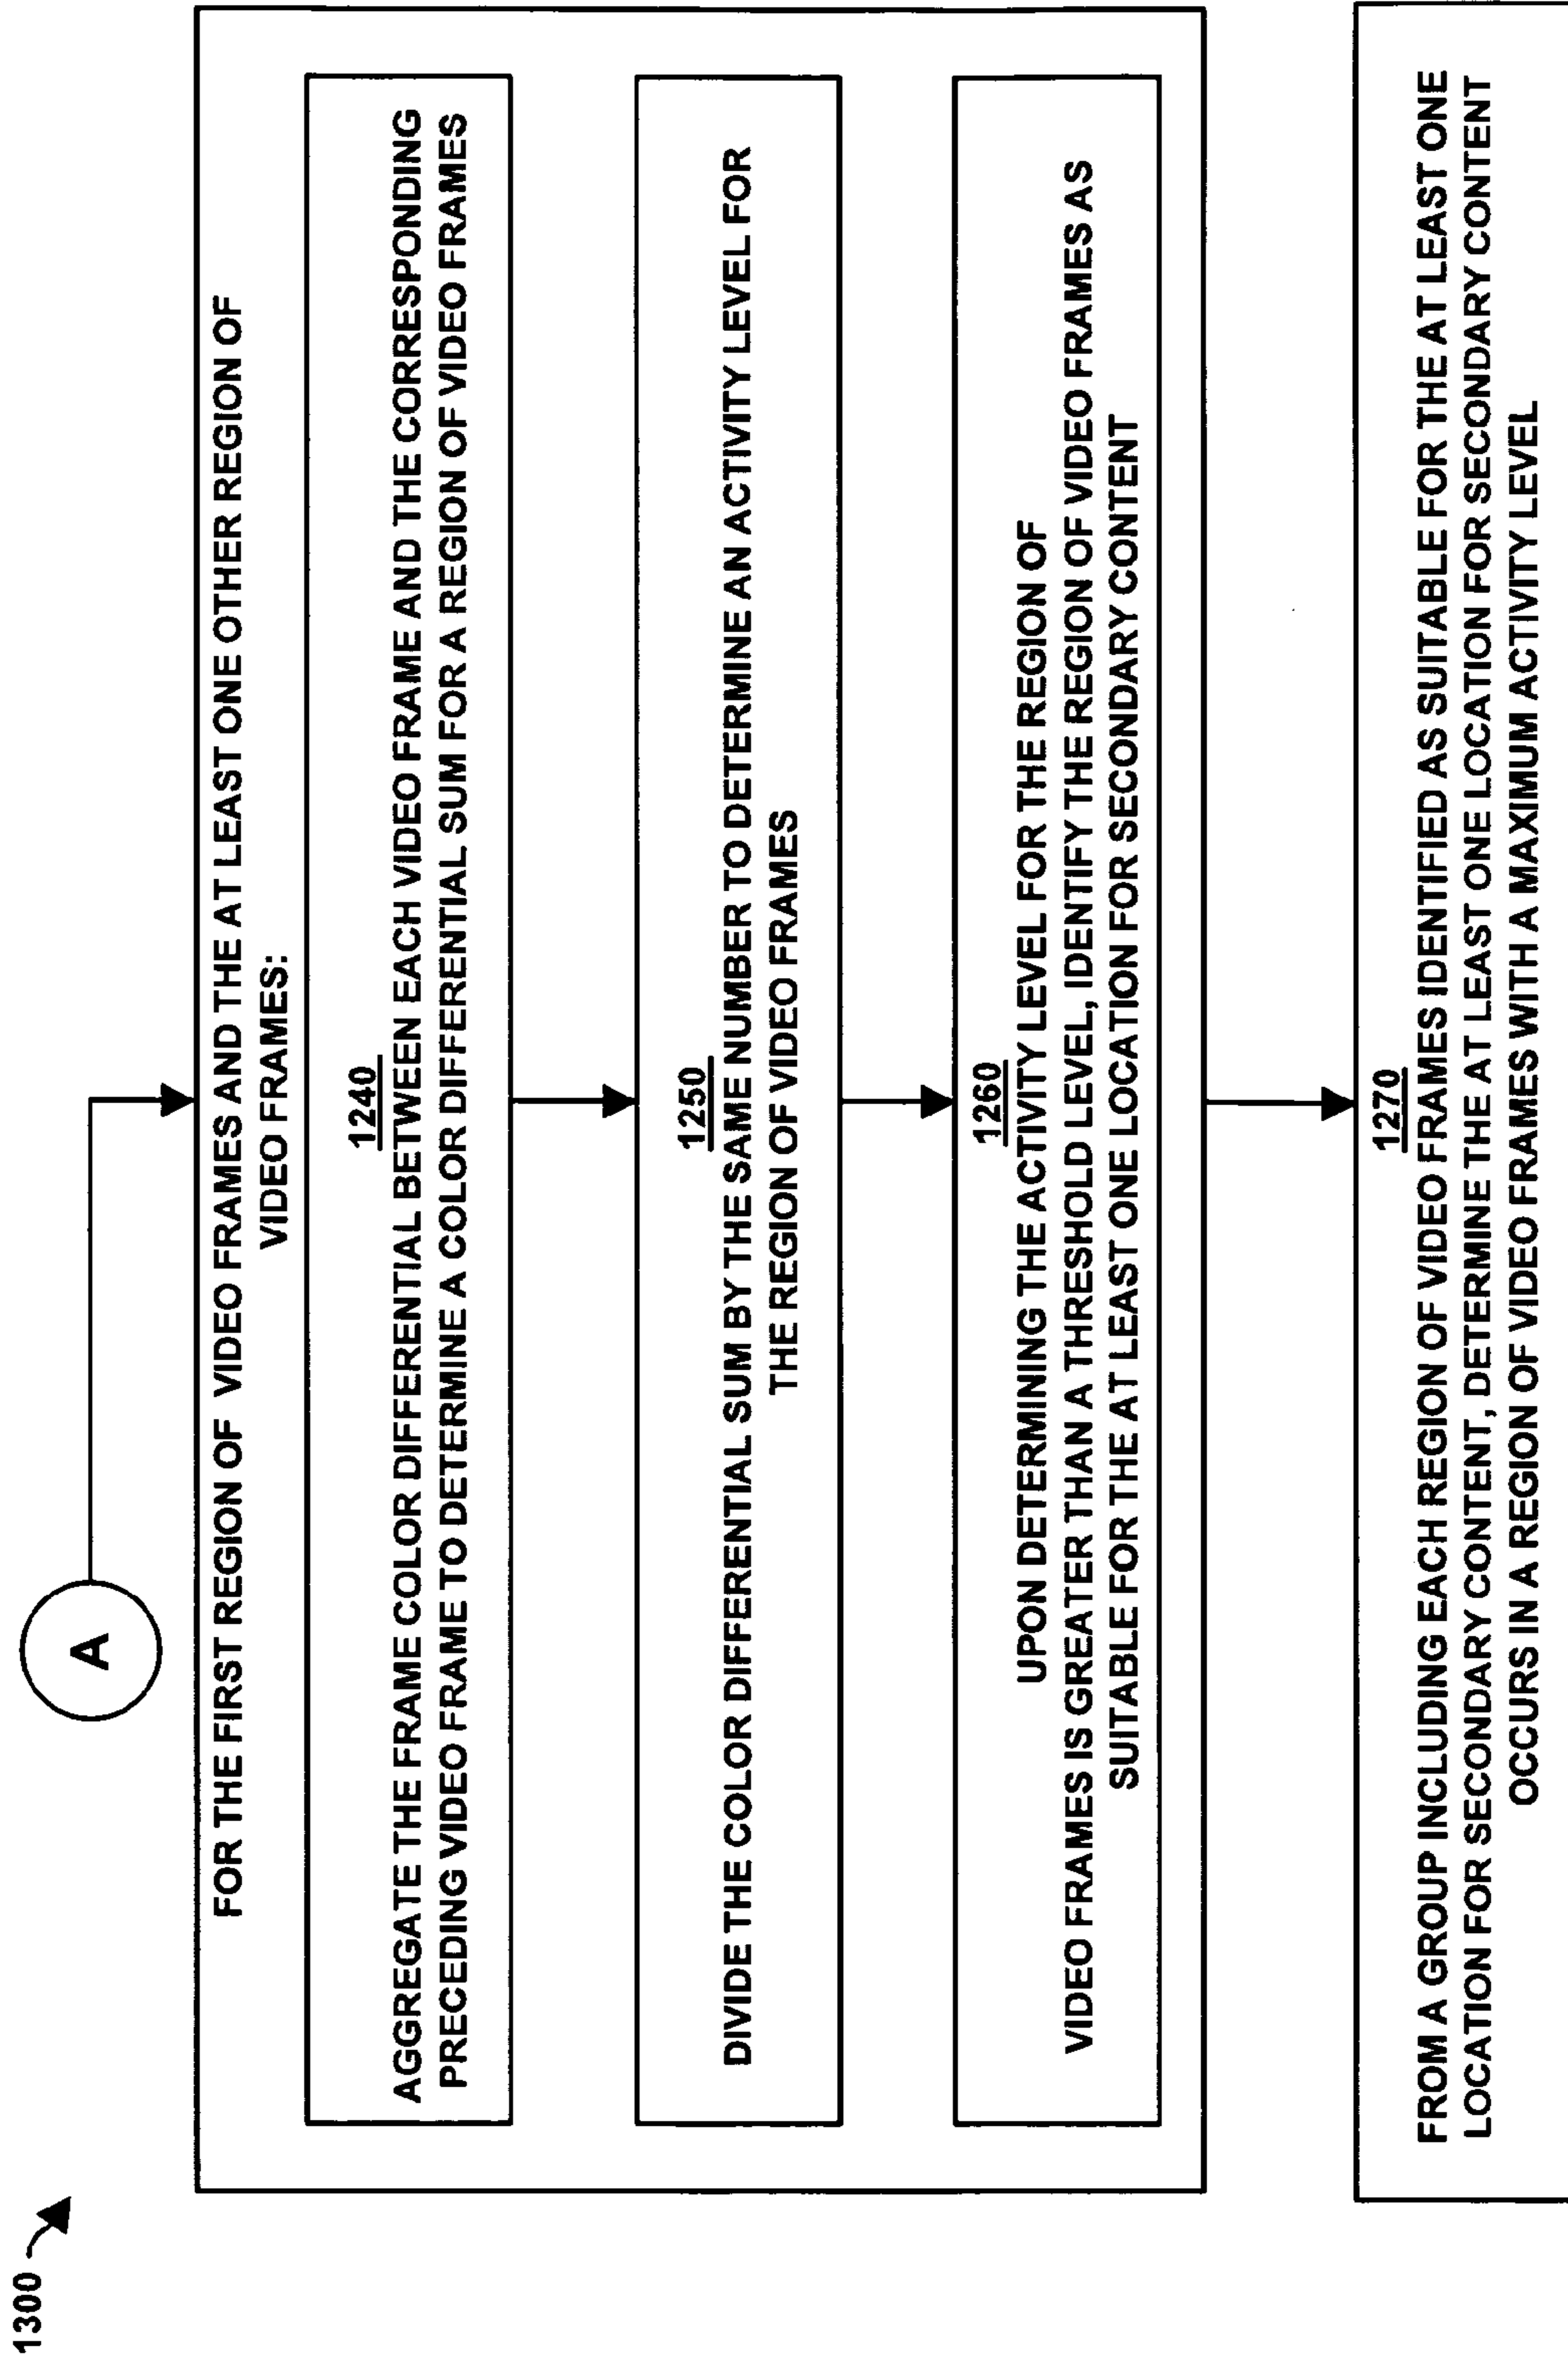 1300
A
FOR THE FIRST REGION OF VIDEO FRAMES AND THE AT LEAST ONE OTHER REGION OF
VIDEO FRAMES:
1240
AGGREGATE THE FRAME COLOR DIFFERENTIAL BETWEEN EACH VIDEO FRAME AND THE CORRESPONDING
PRECEDING VIDEO FRAME TO DETERMINE A COLOR DIFFERENTIAL SUM FOR A REGION OF VIDEO FRAMES
1250
DIVIDE THE COLOR DIFFERENTIAL SUM BY THE SAME NUMBER TO DETERMINE AN ACTIVITY LEVEL FOR
THE REGION OF VIDEO FRAMES
1260
UPON DETERMINING THE ACTIVITY LEVEL FOR THE REGION OF
VIDEO FRAMES IS GREATER THAN A THRESHOLD LEVEL, IDENTIFY THE REGION OF VIDEO FRAMES AS
SUITABLE FOR THE AT LEAST ONE LOCATION FOR SECONDARY CONTENT
1270
FROM A GROUP INCLUDING EACH REGION OF VIDEO FRAMES IDENTIFIED AS SUITABLE FOR THE AT LEAST ONE
LOCATION FOR SECONDARY CONTENT, DETERMINE THE AT LEAST ONE LOCATION FOR SECONDARY CONTENT
OCCURS IN A REGION OF VIDEO FRAMES WITH A MAXIMUM ACTIVITY LEVEL